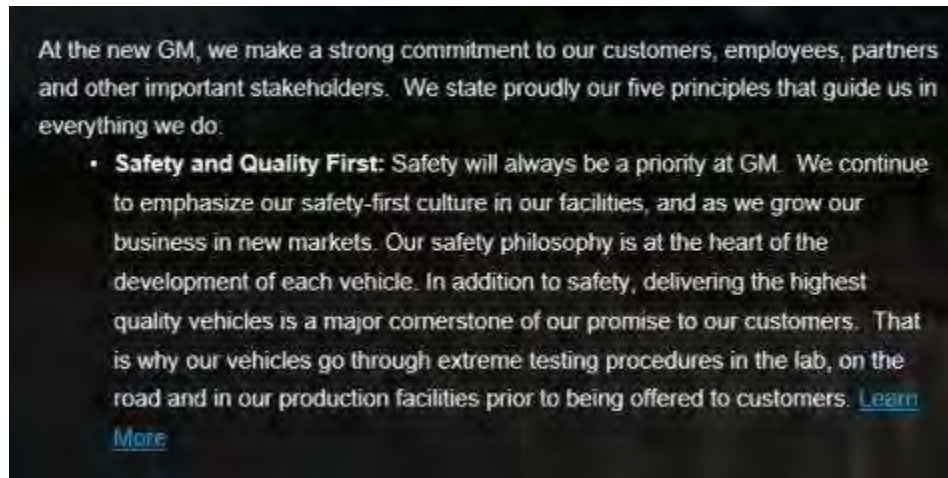 At the new GM, we make a strong commitment to our customers, employees, partners
and other important stakeholders.  We state proudly our five principles that guide us in
everything we do:
• Safety and Quality First: Safety will always be a priority at GM.  We continue
to emphasize our safety-first culture in our facilities, and as we grow our
business in new markets. Our safety philosophy is at the heart of the
development of each vehicle. In addition to safety, delivering the highest
quality vehicles is a major cornerstone of our promise to our customers.  That
is why our vehicles go through extreme testing procedures in the lab, on the
road and in our production facilities prior to being offered to customers. Learn
More